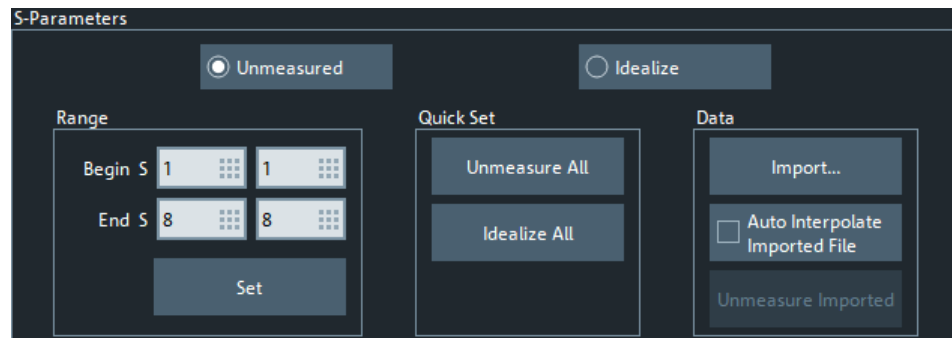 S-Parameters
Unmeasured
Idealize
Range
Quick Set
Data
Begin S 1 1
Unmeasure All
Import...
End S 8 8
Idealize All
Auto Interpolate
Imported File
Set
Unmeasure Imported